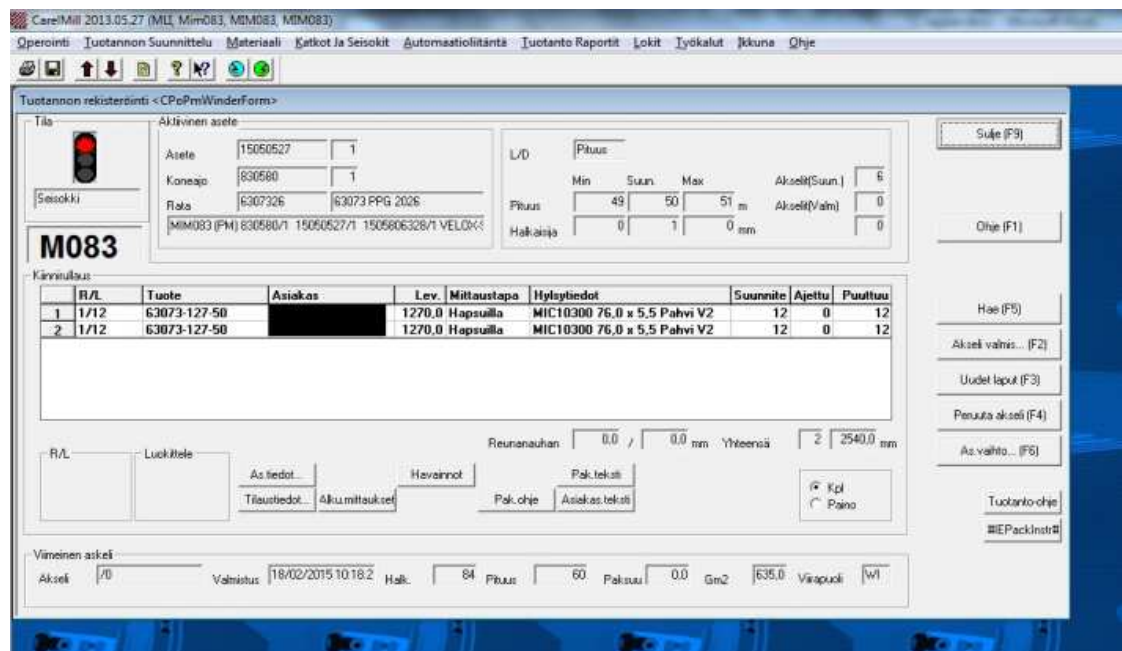 CarelMill 2013.05.27 (MLL, Mim083, MIM083, MIM083)
Operointi Tuotannon Suunnittelu Materiaali Katkot Ja Seisokit Automaatioliitäntä Tuotanto Raportit Lokit Työkalut Ikkuna Ohje
Tuotannon rekisteröinti <CPoPmWinderForm>
Tila
Seisokki
M083
Aktiivinen asete
Asete 15050527 1
Koneajo 830580 1
Rata 6307326 63073 PPG 2026
MIM083 (PM) 830580/1 15050527/1 1505806328/1 VELOX-S
L/D Pituus
Min Suun. Max Akselit(Suun.) 6
Pituus 49 50 51 m Akselit(Valm) 0
Halkaisija 0 1 0 mm 0
Sulje (F9)
Ohje (F1)
Kiinnirullaus
R/L Tuote Asiakas Lev. Mittaustapa Hylsytiedot Suunnite Ajettu Puuttuu
1 1/12 63073-127-50 1270,0 Hapsuilla MIC10300 76,0 x 5,5 Pahvi V2 12 0 12
2 1/12 63073-127-50 1270,0 Hapsuilla MIC10300 76,0 x 5,5 Pahvi V2 12 0 12
Hae (F5)
Akseli valmis... (F2)
Uudet laput (F3)
Peruuta akseli (F4)
As.vaihto... (F6)
Reunanauhan 0,0 / 0,0 mm Yhteensä 2 2540,0 mm
R/L Luokittele
As.tiedot... Havainnot Pak.teksti
Tilaustiedot... Alku.mittaukset Pak.ohje Asiakas.teksti
Kpl
Paino
Tuotanto-ohje
#IEPackInstr#
Viimeinen askeli
Akseli /0 Valmistus 18/02/2015 10:18:2 Halk. 84 Pituus 60 Paksuu 0,0 Gm2 635,0 Viirapuoli